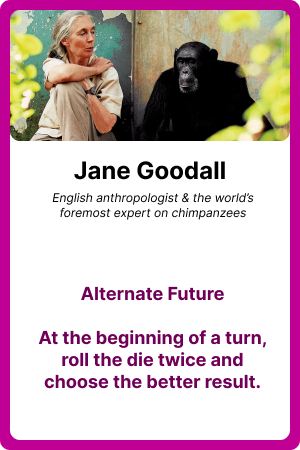 Jane Goodall
English anthropologist & the world’s
foremost expert on chimpanzees
Alternate Future
At the beginning of a turn,
roll the die twice and
choose the better result.